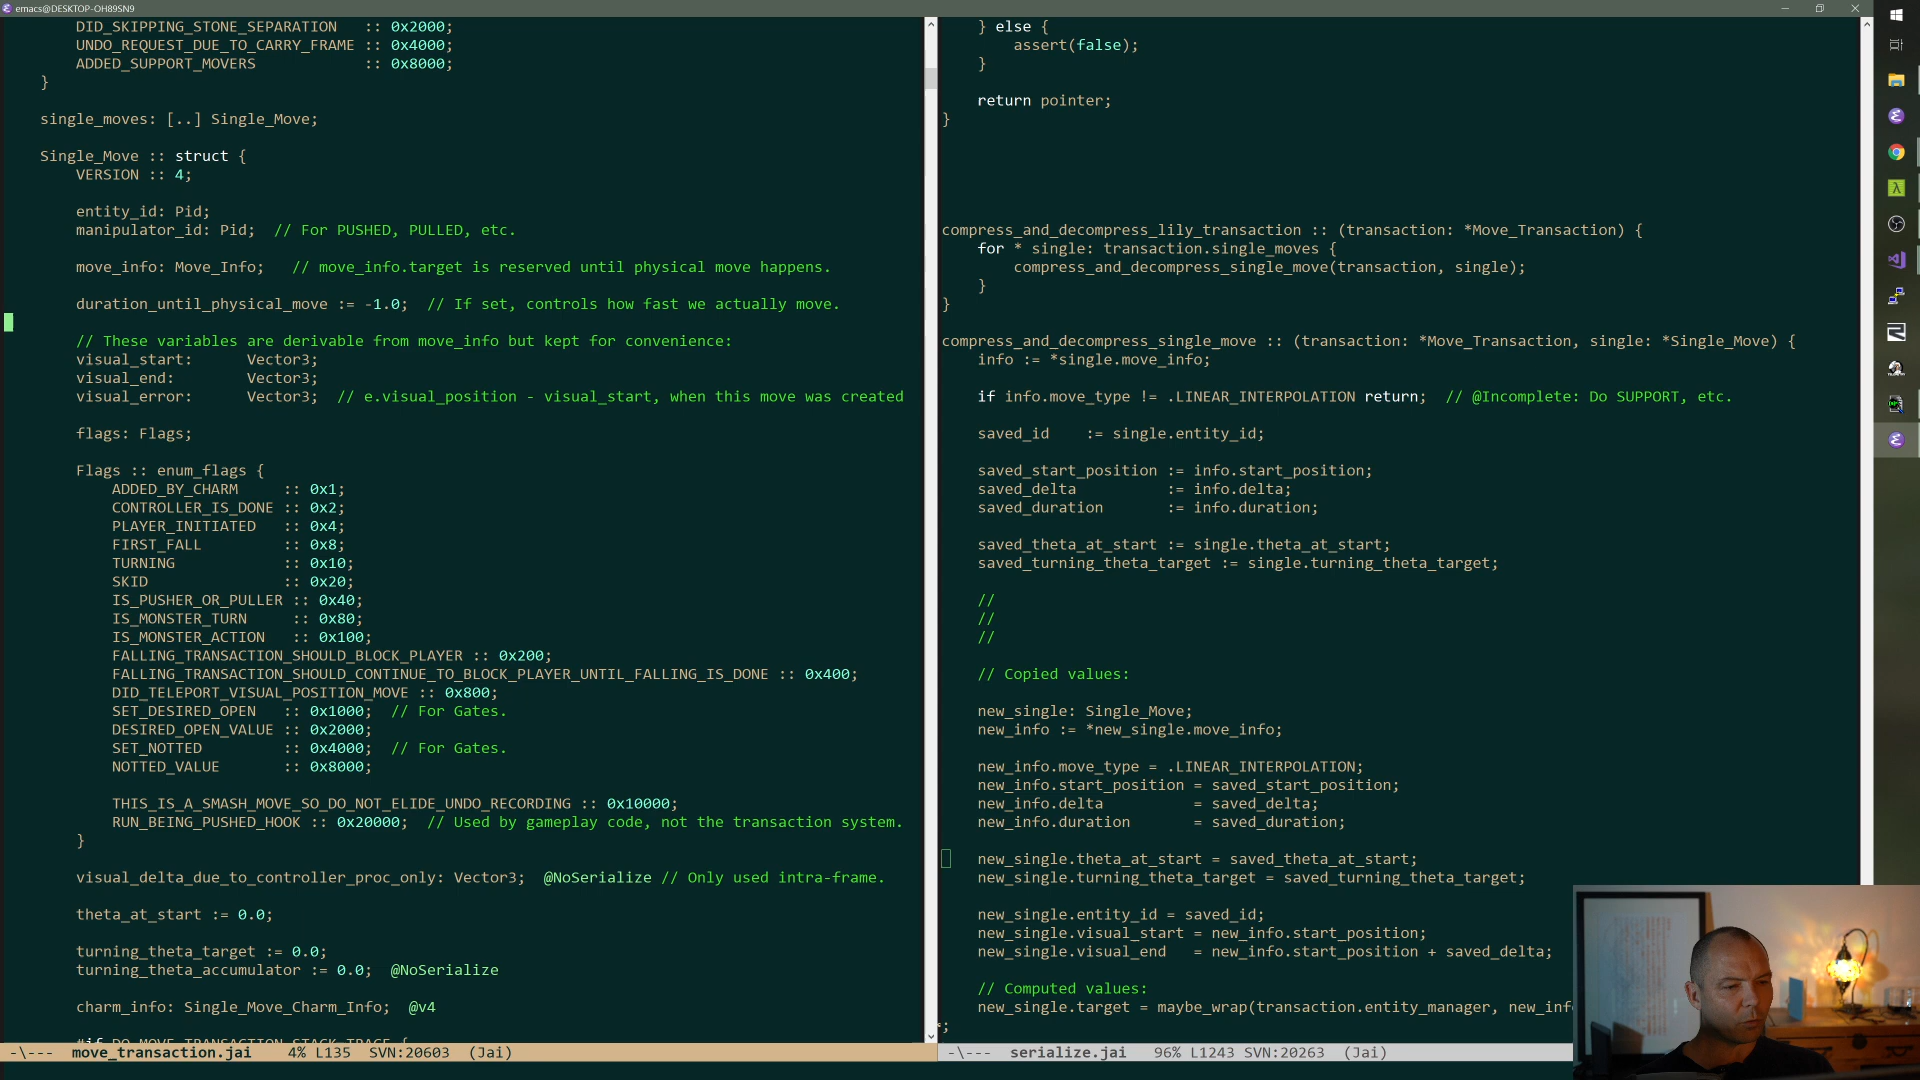 emacs@DESKTOP-OH89SN9
DID_SKIPPING_STONE_SEPARATION   :: 0x2000;
UNDO_REQUEST_DUE_TO_CARRY_FRAME :: 0x4000;
ADDED_SUPPORT_MOVERS            :: 0x8000;
}
single_moves: [..] Single_Move;
Single_Move :: struct {
VERSION :: 4;
entity_id: Pid;
manipulator_id: Pid;  // For PUSHED, PULLED, etc.
move_info: Move_Info;   // move_info.target is reserved until physical move happens.
duration_until_physical_move := -1.0;  // If set, controls how fast we actually move.
// These variables are derivable from move_info but kept for convenience:
visual_start:      Vector3;
visual_end:        Vector3;
visual_error:      Vector3;  // e.visual_position - visual_start, when this move was created
flags: Flags;
Flags :: enum_flags {
ADDED_BY_CHARM     :: 0x1;
CONTROLLER_IS_DONE :: 0x2;
PLAYER_INITIATED   :: 0x4;
FIRST_FALL         :: 0x8;
TURNING            :: 0x10;
SKID               :: 0x20;
IS_PUSHER_OR_PULLER :: 0x40;
IS_MONSTER_TURN     :: 0x80;
IS_MONSTER_ACTION   :: 0x100;
FALLING_TRANSACTION_SHOULD_BLOCK_PLAYER :: 0x200;
FALLING_TRANSACTION_SHOULD_CONTINUE_TO_BLOCK_PLAYER_UNTIL_FALLING_IS_DONE :: 0x400;
DID_TELEPORT_VISUAL_POSITION_MOVE :: 0x800;
SET_DESIRED_OPEN   :: 0x1000;  // For Gates.
DESIRED_OPEN_VALUE :: 0x2000;
SET_NOTTED         :: 0x4000;  // For Gates.
NOTTED_VALUE       :: 0x8000;
THIS_IS_A_SMASH_MOVE_SO_DO_NOT_ELIDE_UNDO_RECORDING :: 0x10000;
RUN_BEING_PUSHED_HOOK :: 0x20000;  // Used by gameplay code, not the transaction system.
}
visual_delta_due_to_controller_proc_only: Vector3;  @NoSerialize // Only used intra-frame.
theta_at_start := 0.0;
turning_theta_target := 0.0;
turning_theta_accumulator := 0.0;  @NoSerialize
charm_info: Single_Move_Charm_Info;  @v4
#if DO_MOVE_TRANSACTION_STACK_TRACE {
-\---  move_transaction.jai    4% L135  SVN:20603  (Jai)
} else {
assert(false);
}
return pointer;
}
compress_and_decompress_lily_transaction :: (transaction: *Move_Transaction) {
for * single: transaction.single_moves {
compress_and_decompress_single_move(transaction, single);
}
}
compress_and_decompress_single_move :: (transaction: *Move_Transaction, single: *Single_Move) {
info := *single.move_info;
if info.move_type != .LINEAR_INTERPOLATION return;  // @Incomplete: Do SUPPORT, etc.
saved_id    := single.entity_id;
saved_start_position := info.start_position;
saved_delta          := info.delta;
saved_duration       := info.duration;
saved_theta_at_start := single.theta_at_start;
saved_turning_theta_target := single.turning_theta_target;
//
//
//
// Copied values:
new_single: Single_Move;
new_info := *new_single.move_info;
new_info.move_type = .LINEAR_INTERPOLATION;
new_info.start_position = saved_start_position;
new_info.delta          = saved_delta;
new_info.duration       = saved_duration;
new_single.theta_at_start = saved_theta_at_start;
new_single.turning_theta_target = saved_turning_theta_target;
new_single.entity_id = saved_id;
new_single.visual_start = new_info.start_position;
new_single.visual_end   = new_info.start_position + saved_delta;
// Computed values:
new_single.target = maybe_wrap(transaction.entity_manager, new_inf
;
-\---  serialize.jai    96% L1243 SVN:20263  (Jai)